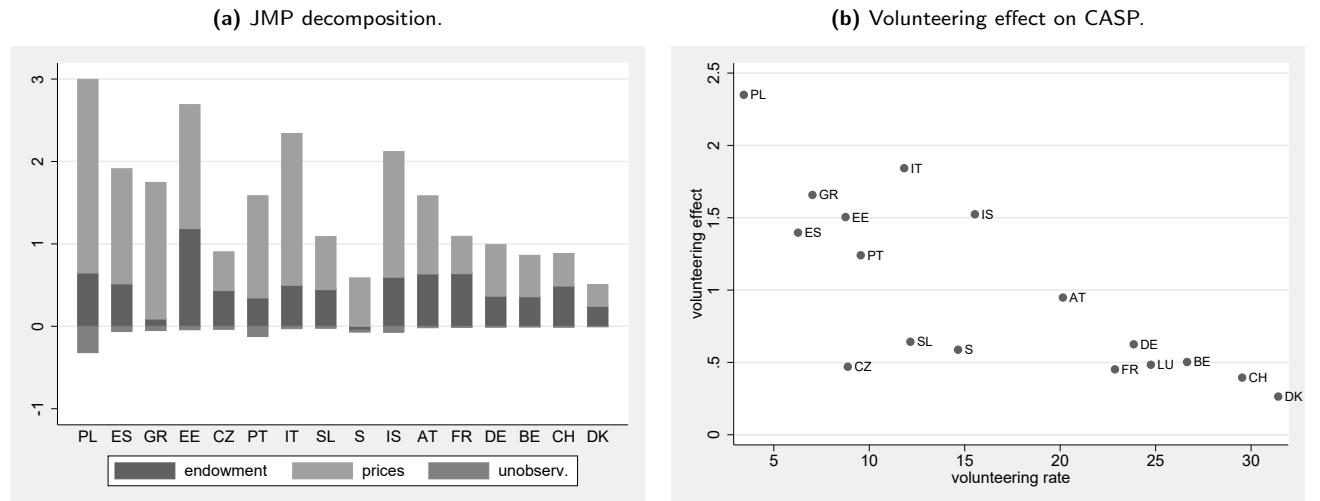 (a) JMP decomposition.
3
2
1
0
-1
PL ES GR EE CZ PT IT SL S IS AT FR DE BE CH DK
endowment prices unobserv.
(b) Volunteering effect on CASP.
volunteering effect
2.5
2
1.5
1
.5
0
PL
IT
GR
EE
IS
ES
PT
AT
SL
S
DE
CZ
FR
LU
BE
CH
DK
5 10 15 20 25 30
volunteering rate